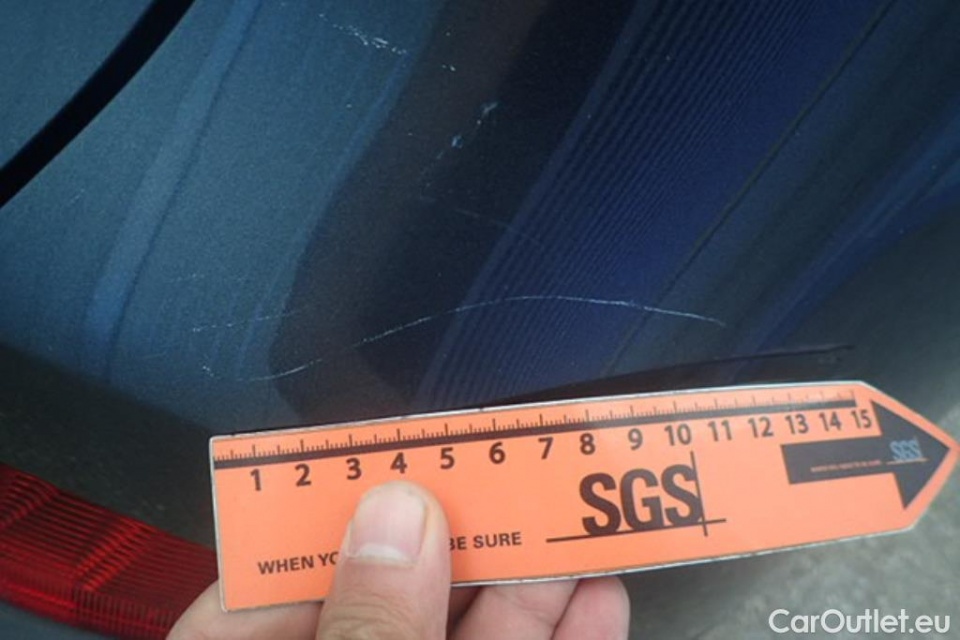 1 2 3 4 5 6 7 8 9 10 11 12 13 14 15
SGS
SGS
WHEN YO BE SURE
CarOutlet.eu